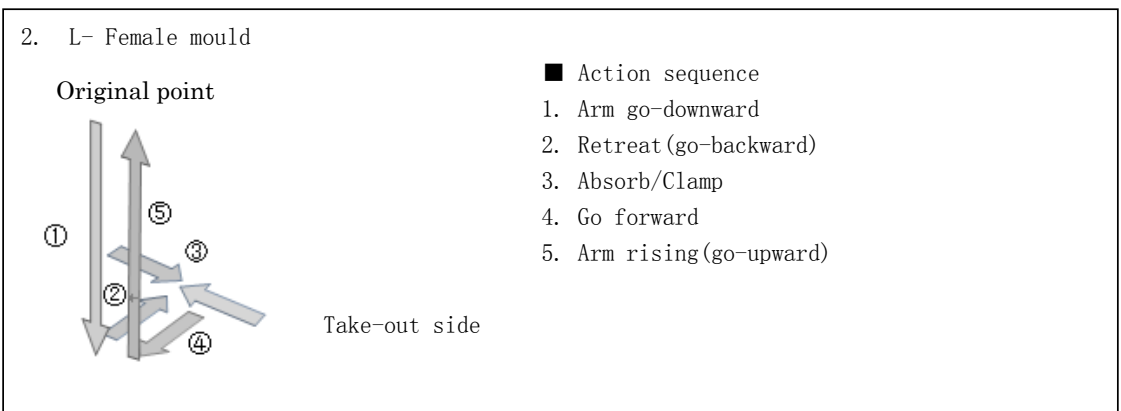 2. L- Female mould
Original point
①
⑤
③
②
④
Take-out side
■ Action sequence
1. Arm go-downward
2. Retreat(go-backward)
3. Absorb/Clamp
4. Go forward
5. Arm rising(go-upward)